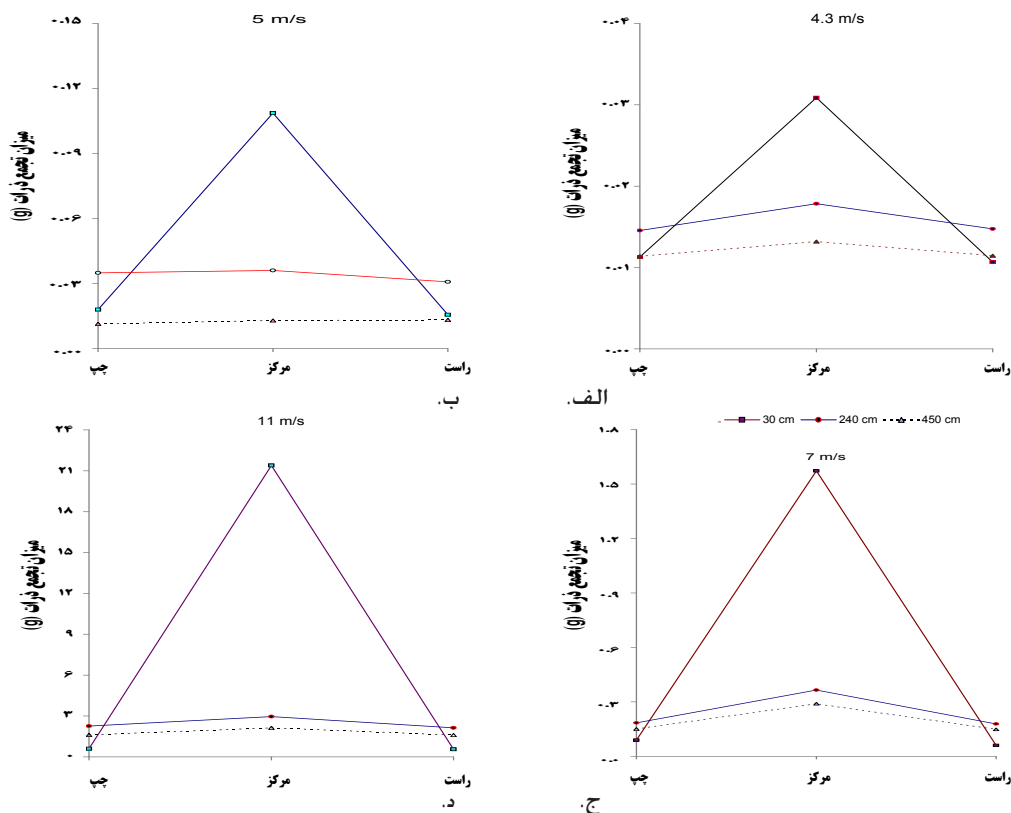 4.3 m/s
۰.۰۴
۰.۰۳
۰.۰۲
۰.۰۱
۰.۰۰
میزان تجمع ذرات (g)
چپ
مرکز
راست
الف.
5 m/s
۰.۱۵
۰.۱۲
۰.۰۹
۰.۰۶
۰.۰۳
۰.۰۰
میزان تجمع ذرات (g)
چپ
مرکز
راست
ب.
30 cm 240 cm 450 cm
7 m/s
۱.۸
۱.۵
۱.۲
۰.۹
۰.۶
۰.۳
۰.۰
میزان تجمع ذرات (g)
چپ
مرکز
راست
ج.
11 m/s
۲۴
۲۱
۱۸
۱۵
۱۲
۹
۶
۳
۰
میزان تجمع ذرات (g)
چپ
مرکز
راست
د.